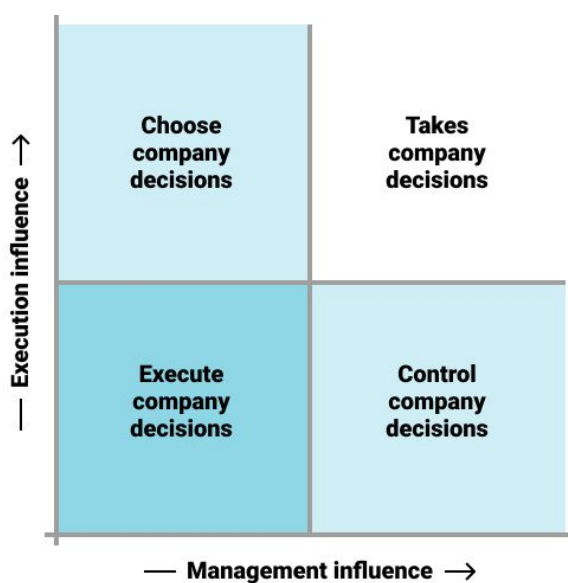 Choose
company
decisions
Takes
company
decisions
Execution influence
Execute
company
decisions
Control
company
decisions
Management influence